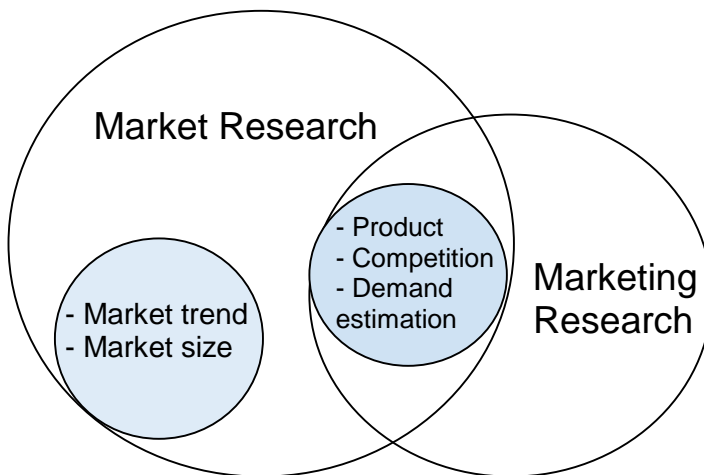 Market Research
- Product
- Competition
- Demand
estimation
Marketing
Research
- Market trend
- Market size